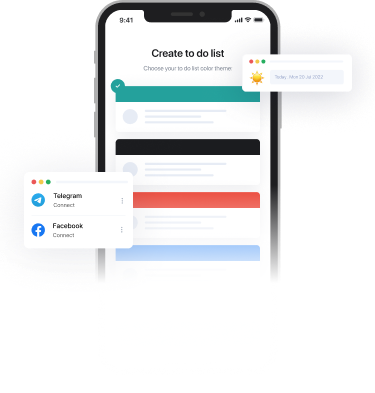 9:41
Create to do list
Choose your to do list color theme:
Today, Mon 20 Jul 2022
Telegram
Connect
Facebook
Connect